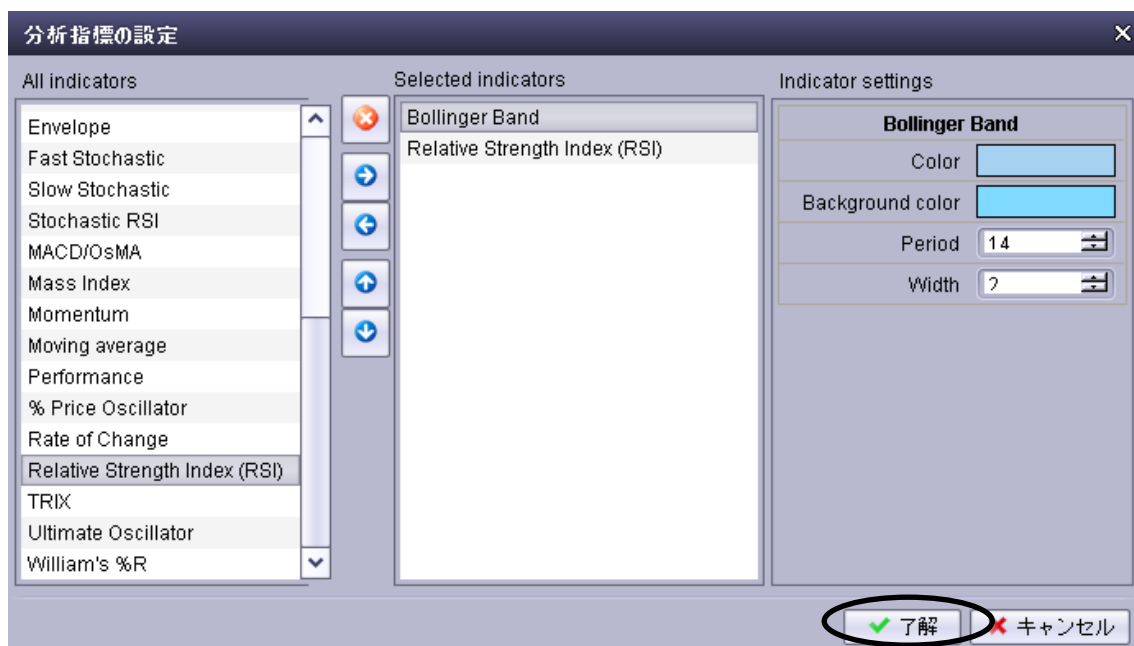 分析指標の設定
All indicators
Envelope
Fast Stochastic
Slow Stochastic
Stochastic RSI
MACD/OsMA
Mass Index
Momentum
Moving average
Performance
% Price Oscillator
Rate of Change
Relative Strength Index (RSI)
TRIX
Ultimate Oscillator
William's %R
Selected indicators
Bollinger Band
Relative Strength Index (RSI)
Indicator settings
Bollinger Band
Color
Background color
Period 14
Width 2
了解 キャンセル